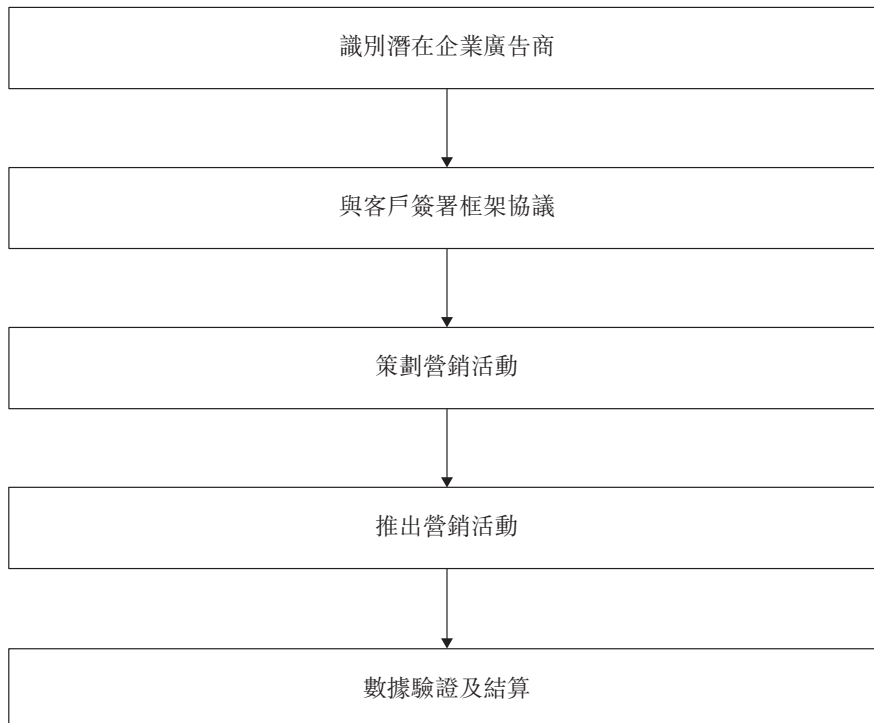 識別潛在企業廣告商
與客戶簽署框架協議
策劃營銷活動
推出營銷活動
數據驗證及結算